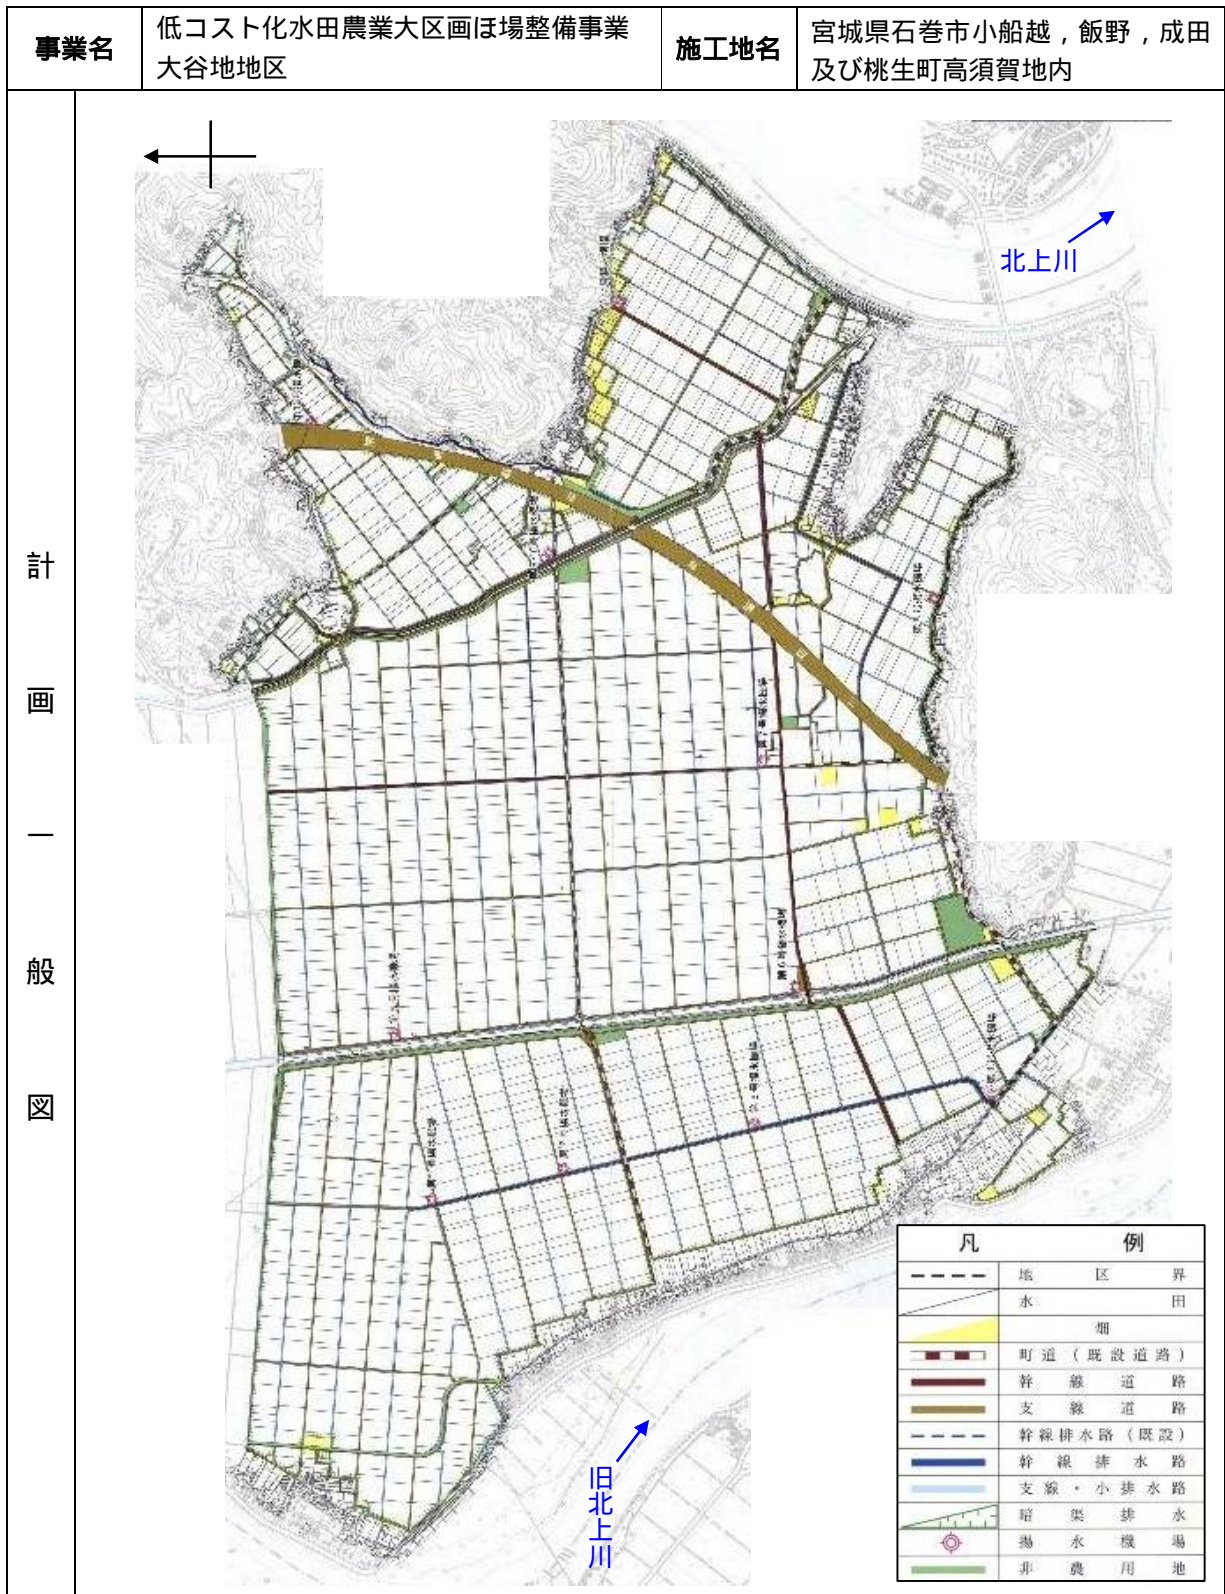 事業名
低コスト化水田農業大区画ほ場整備事業
大谷地地区
施工地名
宮城県石巻市小船越，飯野，成田
及び桃生町高須賀地内
計画一般図
北上川
旧北上川
凡例
地区界
水田
畑
町道（既設道路）
幹線道路
支線道路
幹線排水路（既設）
幹線排水路
支線・小排水路
暗渠排水
揚水機場
非農用地